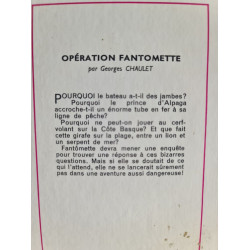 OPÉRATION FANTOMETTE
par Georges CHAULET
POURQUOI le bateau a-t-il des jambes?
Pourquoi le prince d'Alpaga
accroche-t-il un énorme tube en fer à sa
ligne de pêche?
Pourquoi ne peut-on jouer au cerf-
volant sur la Côte Basque? Et que fait
cette girafe sur la plage, entre un lion et
un serpent de mer?
Fantômette devra mener une enquête
pour trouver une réponse à ces bizarres
questions. Mais si elle se doutait de ce
qui l'attend, elle ne se lancerait sûrement
pas dans une aventure aussi dangereuse!